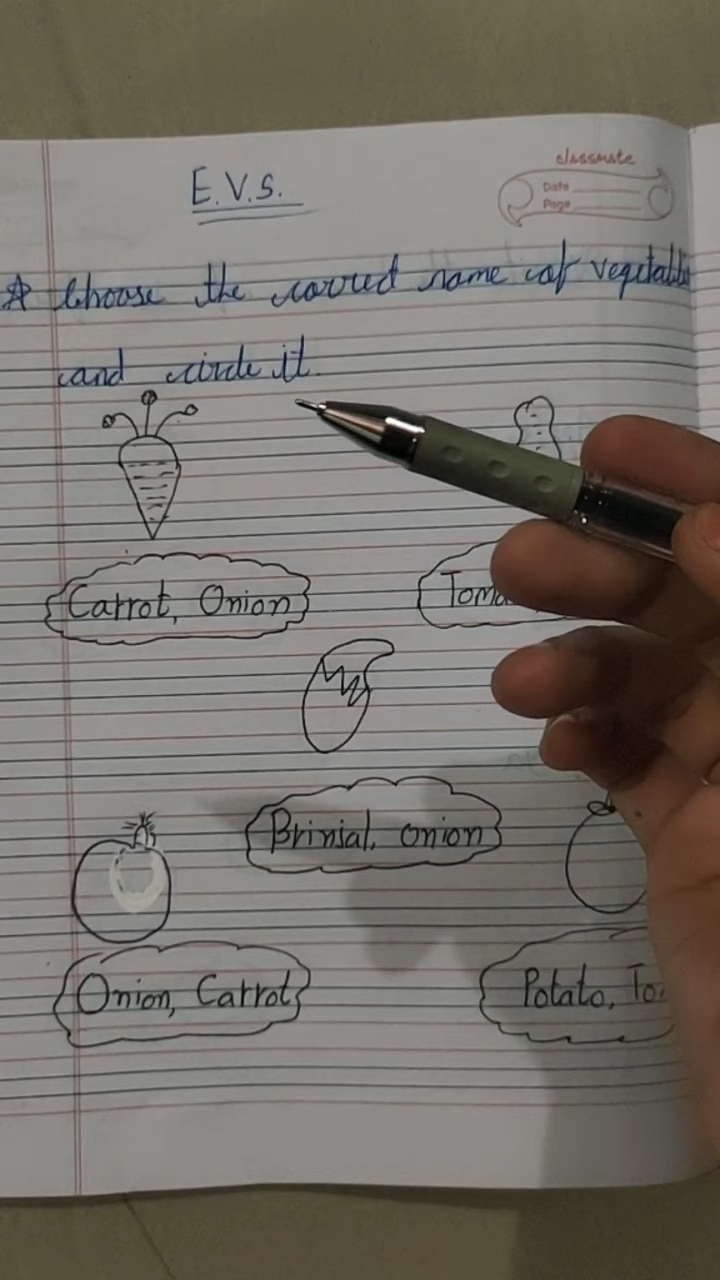 E.V.S.
classmate
Date
Page
Choose the correct name of vegetable
and circle it.
Carrot, Onion
Brinjal, onion
Onion, Carrot
Potato,